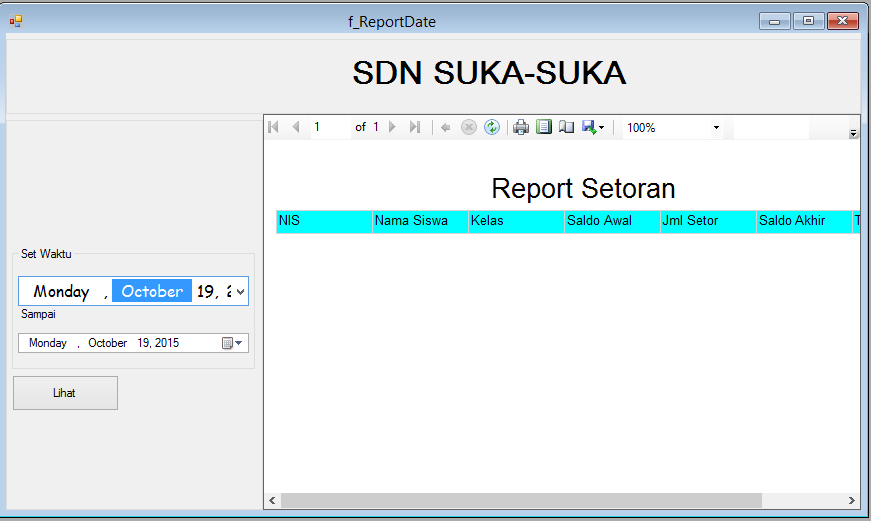 f_ReportDate
SDN SUKA-SUKA
1 of 1 100%
Report Setoran
NIS Nama Siswa Kelas Saldo Awal Jml Setor Saldo Akhir T
Set Waktu
Monday , October 19, 2
Sampai
Monday , October 19, 2015
Lihat